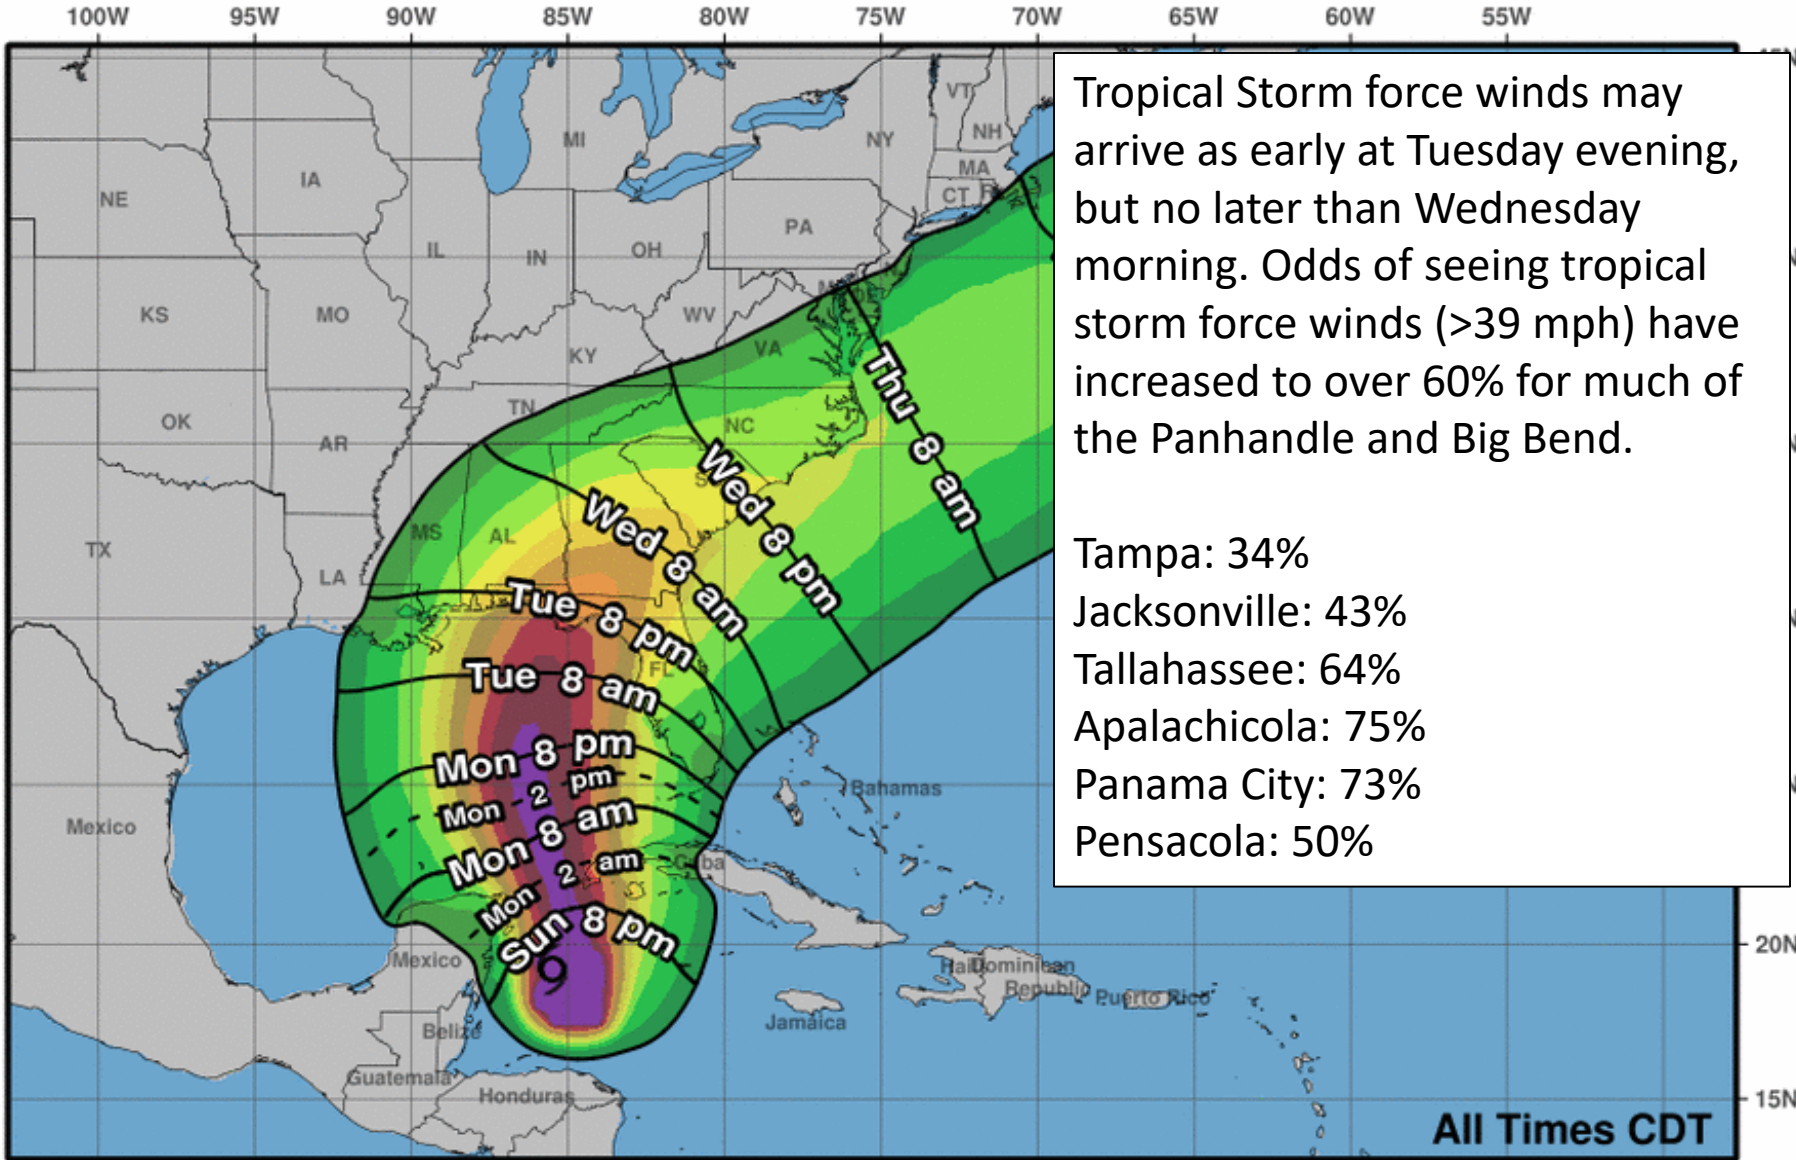 100W 95W 90W 85W 80W 75W 70W 65W 60W 55W
Tropical Storm force winds may
arrive as early at Tuesday evening,
but no later than Wednesday
morning. Odds of seeing tropical
storm force winds (>39 mph) have
increased to over 60% for much of
the Panhandle and Big Bend.
Tampa: 34%
Jacksonville: 43%
Tallahassee: 64%
Apalachicola: 75%
Panama City: 73%
Pensacola: 50%
VT
NH
MI
NY
MA
IA
CT
NE
PA
IL
IN
OH
KS
MO
WV
VA
KY
TN
NC
OK
AR
MS
AL
TX
LA
FL
Thu 8 am
Wed 8 pm
Wed 8 am
Tue 8 pm
Tue 8 am
Mon 8 pm
Mon 2 pm
Mon 8 am
Mon 2 am
Sun 8 pm
Bahamas
Mexico
Cuba
Mexico
20N
Dominican
Republic
Puerto Rico
Jamaica
Belize
Guatemala
Honduras
15N
All Times CDT